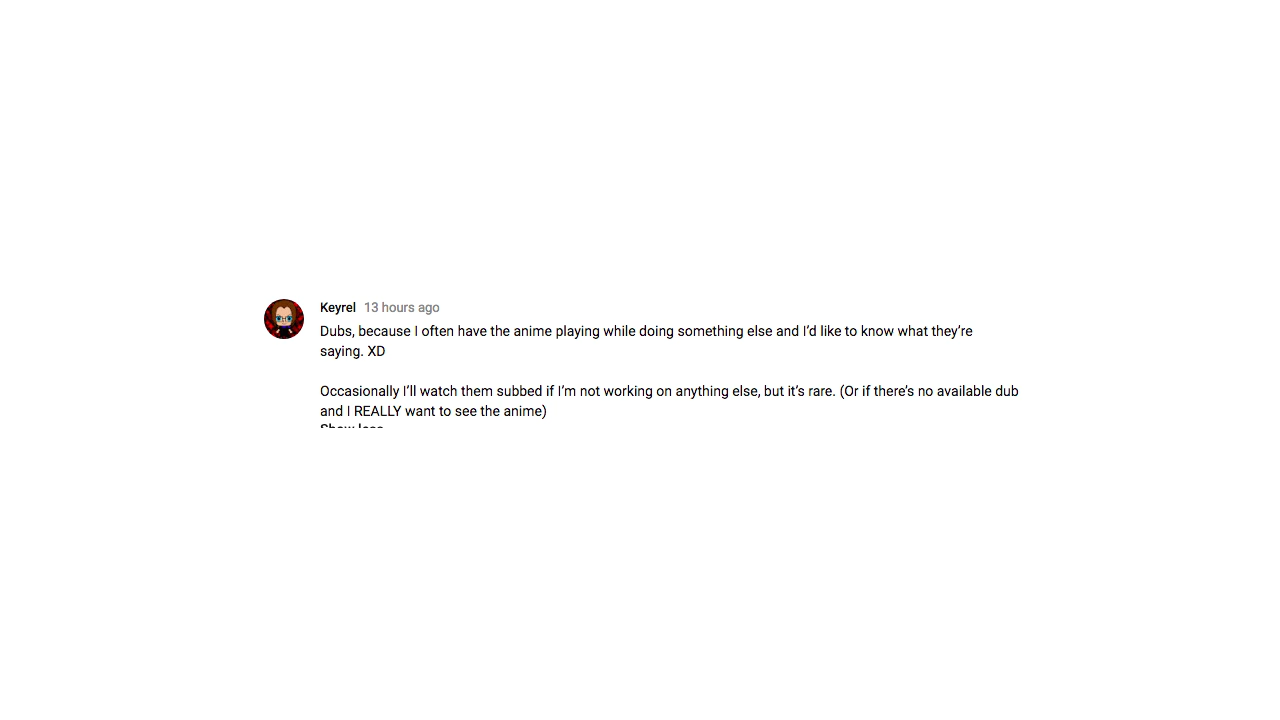 Keyrel 13 hours ago
Dubs, because I often have the anime playing while doing something else and I’d like to know what they’re
saying. XD
Occasionally I’ll watch them subbed if I’m not working on anything else, but it’s rare. (Or if there’s no available dub
and I REALLY want to see the anime)
Show less